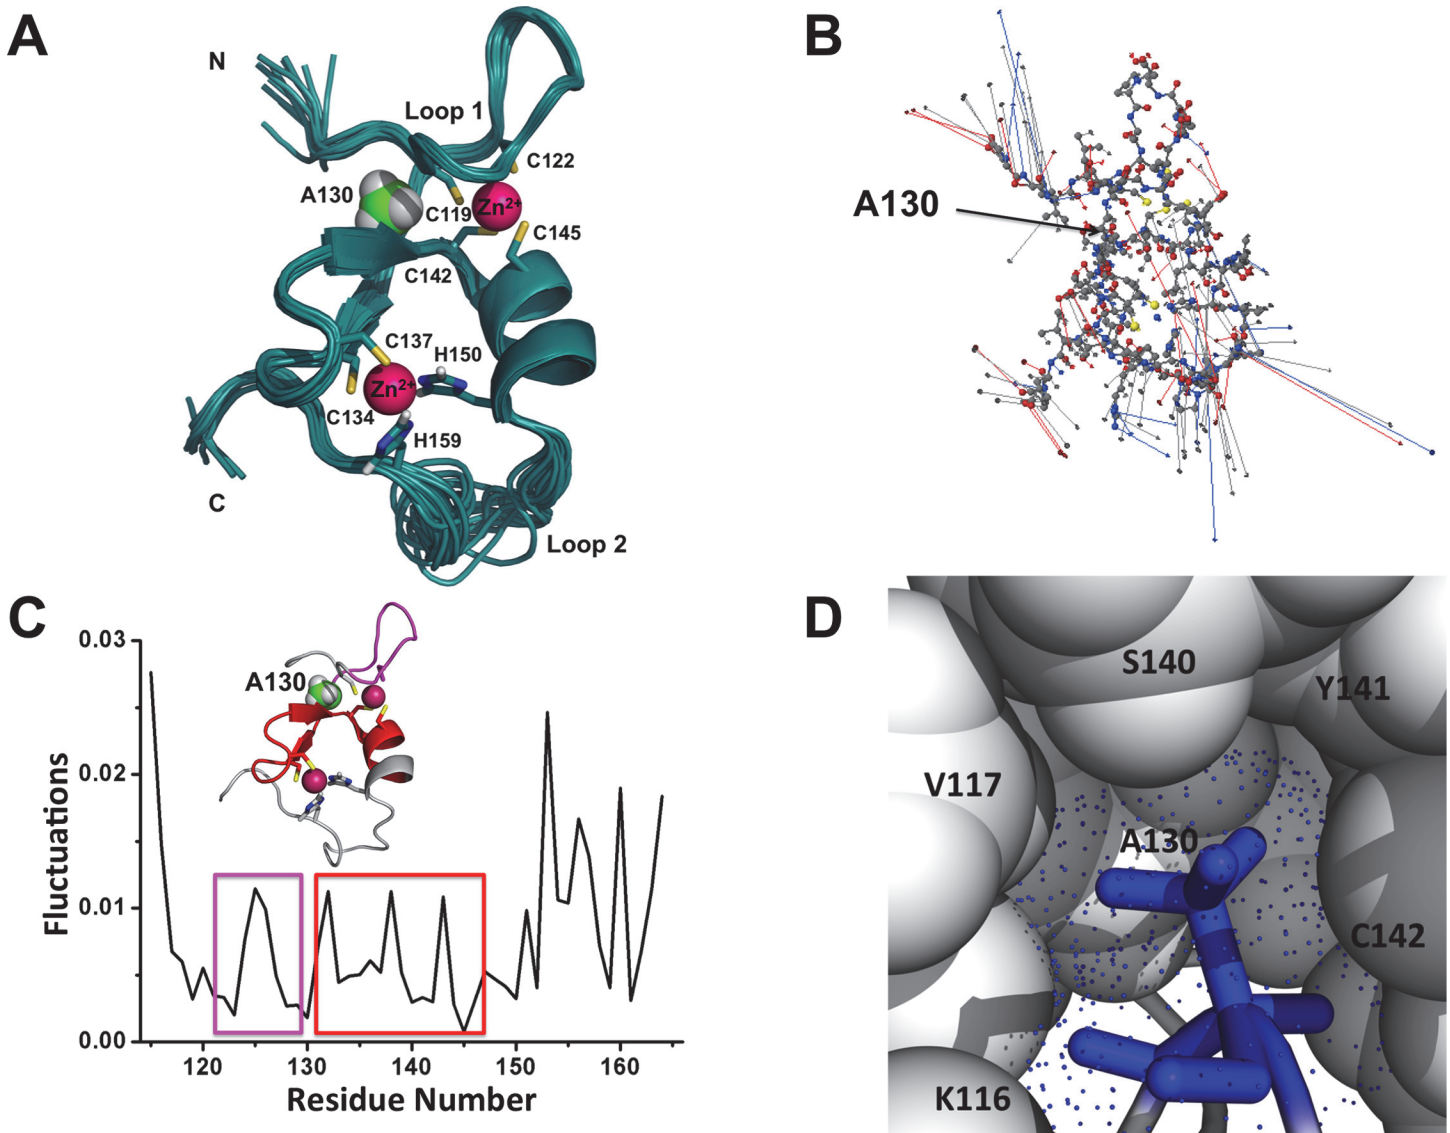 A
N
Loop 1
C122
A130
C119
Zn²⁺
C145
C142
C137
H150
Zn²⁺
C134
H159
C
Loop 2
B
A130
C
0.03
0.02
0.01
0.00
Fluctuations
A130
120
130
140
150
160
Residue Number
D
S140
Y141
V117
A130
C142
K116